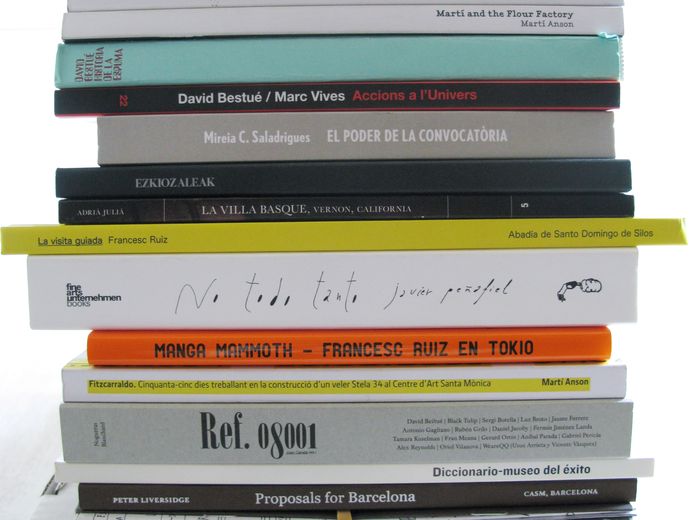 Martí and the Flour Factory
Martí Anson
DAVID
BESTUÉ
HISTORIA
DE LA
ESPUMA
22 David Bestué / Marc Vives Accions a l'Univers
Mireia C. Saladrigues EL PODER DE LA CONVOCATÒRIA
EZKIOZALEAK
ADRIÀ JULIÀ LA VILLA BASQUE, VERNON, CALIFORNIA 5
La visita guiada Francesc Ruiz Abadía de Santo Domingo de Silos
fine
arts
unternehmen
BOOKS
No todo tanto javier peñafiel
MANGA MAMMOTH - FRANCESC RUIZ EN TOKIO
Fitzcarraldo. Cinquanta-cinc dies treballant en la construcció d'un veler Stela 34 al Centre d'Art Santa Mònica Martí Anson
Nogueras
Blanchard
Ref. 08001
David Bestué | Black Tulip | Sergi Botella | Luz Broto | Jaume Ferrete
Antonio Gagliano | Rubén Grilo | Daniel Jacoby | Fermín Jiménez Landa
Tamara Kuselman | Fran Meana | Gerard Ortín | Aníbal Parada | Gabriel Pericàs
Alex Reynolds | Oriol Vilanova | WeareQQ (Usue Arrieta y Vicente Vázquez)
Diccionario-museo del éxito
PETER LIVERSIDGE Proposals for Barcelona CASM, BARCELONA